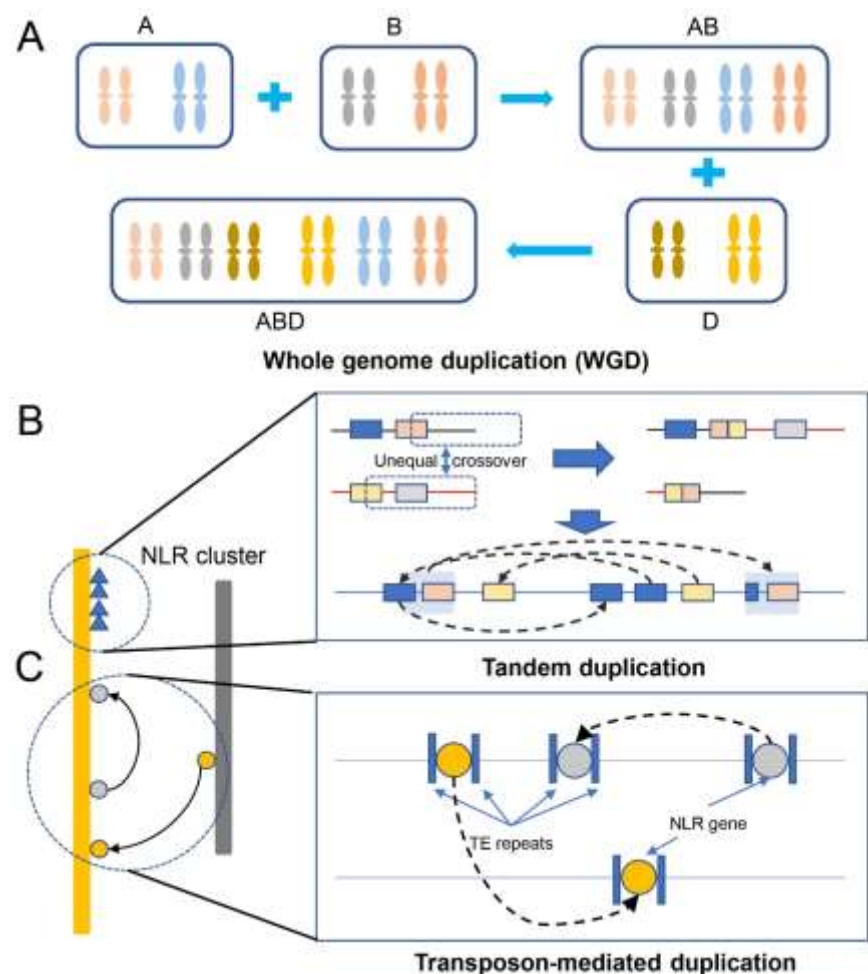 A
A
B
AB
ABD
D
Whole genome duplication (WGD)
B
Unequal crossover
NLR cluster
Tandem duplication
C
TE repeats
NLR gene
Transposon-mediated duplication